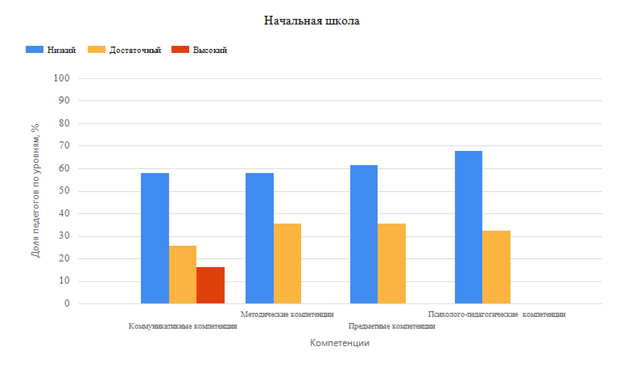 Начальная школа
Низкий Достаточный Высокий
Доля педегогов по уровням, %
100
90
80
70
60
50
40
30
20
10
0
Методические компетенции Психолого-педагогические компетенции
Коммуникативные компетенции Предметные компетенции
Компетенции